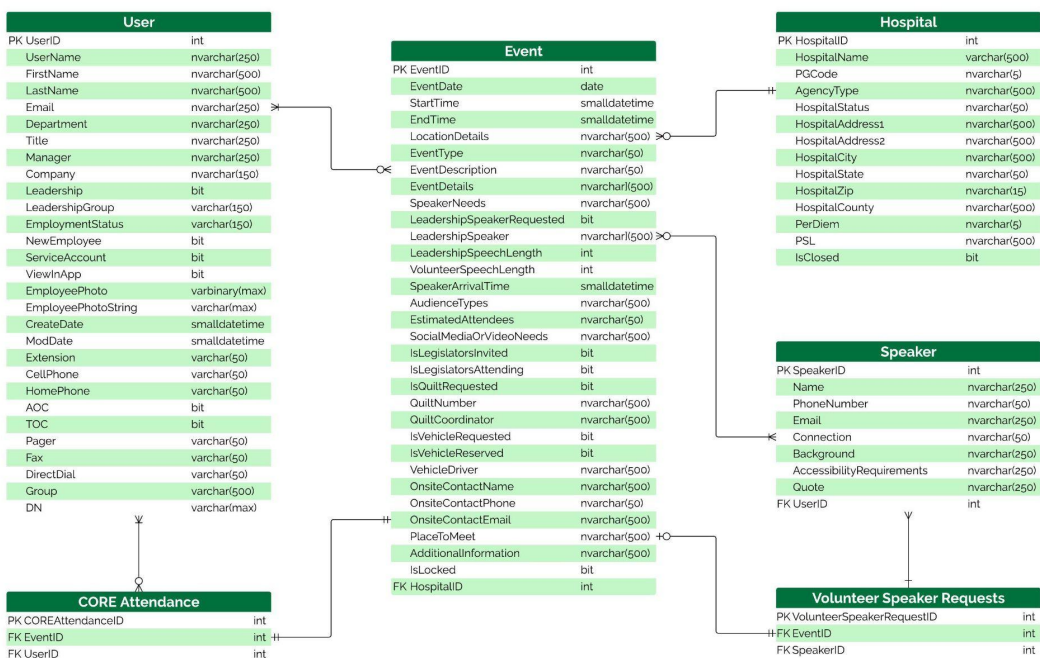 User
PK UserID int
UserName nvarchar(250)
FirstName nvarchar(500)
LastName nvarchar(500)
Email nvarchar(250)
Department nvarchar(250)
Title nvarchar(250)
Manager nvarchar(250)
Company nvarchar(150)
Leadership bit
LeadershipGroup varchar(150)
EmploymentStatus varchar(150)
NewEmployee bit
ServiceAccount bit
ViewInApp bit
EmployeePhoto varbinary(max)
EmployeePhotoString varchar(max)
CreateDate smalldatetime
ModDate smalldatetime
Extension varchar(50)
CellPhone varchar(50)
HomePhone varchar(50)
AOC bit
TOC bit
Pager varchar(50)
Fax varchar(50)
DirectDial varchar(50)
Group varchar(500)
DN varchar(max)
CORE Attendance
PK COREAttendanceID int
FK EventID int
FK UserID int
Event
PK EventID int
EventDate date
StartTime smalldatetime
EndTime smalldatetime
LocationDetails nvarchar(500)
EventType nvarchar(50)
EventDescription nvarchar(50)
EventDetails nvarchar](500)
SpeakerNeeds nvarchar(500)
LeadershipSpeakerRequested bit
LeadershipSpeaker nvarchar](500)
LeadershipSpeechLength int
VolunteerSpeechLength int
SpeakerArrivalTime smalldatetime
AudienceTypes nvarchar(500)
EstimatedAttendees nvarchar(50)
SocialMediaOrVideoNeeds nvarchar(500)
IsLegislatorsInvited bit
IsLegislatorsAttending bit
IsQuiltRequested bit
QuiltNumber nvarchar(500)
QuiltCoordinator nvarchar(500)
IsVehicleRequested bit
IsVehicleReserved bit
VehicleDriver nvarchar(500)
OnsiteContactName nvarchar(500)
OnsiteContactPhone nvarchar(50)
OnsiteContactEmail nvarchar(500)
PlaceToMeet nvarchar(500)
AdditionalInformation nvarchar(500)
IsLocked bit
FK HospitalID int
Hospital
PK HospitalID int
HospitalName varchar(500)
PGCode nvarchar(5)
AgencyType nvarchar(500)
HospitalStatus nvarchar(50)
HospitalAddress1 nvarchar(500)
HospitalAddress2 nvarchar(500)
HospitalCity nvarchar(500)
HospitalState nvarchar(50)
HospitalZip nvarchar(15)
HospitalCounty nvarchar(500)
PerDiem nvarchar(5)
PSL nvarchar(500)
IsClosed bit
Speaker
PK SpeakerID int
Name nvarchar(250)
PhoneNumber nvarchar(50)
Email nvarchar(250)
Connection nvarchar(50)
Background nvarchar(250)
AccessibilityRequirements nvarchar(250)
Quote nvarchar(250)
FK UserID int
Volunteer Speaker Requests
PK VolunteerSpeakerRequestID int
FK EventID int
FK SpeakerID int